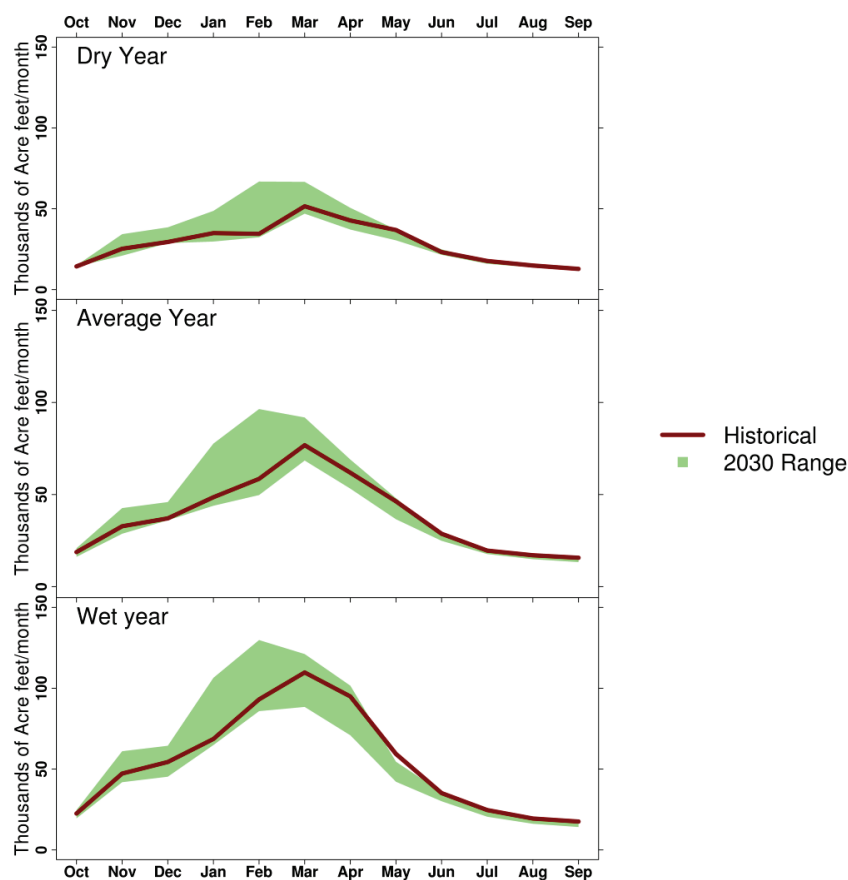 Oct Nov Dec Jan Feb Mar Apr May Jun Jul Aug Sep
Dry Year
Thousands of Acre feet/month
150
100
50
0
Average Year
Thousands of Acre feet/month
150
100
50
0
Historical
2030 Range
Wet year
Thousands of Acre feet/month
150
100
50
0
Oct Nov Dec Jan Feb Mar Apr May Jun Jul Aug Sep